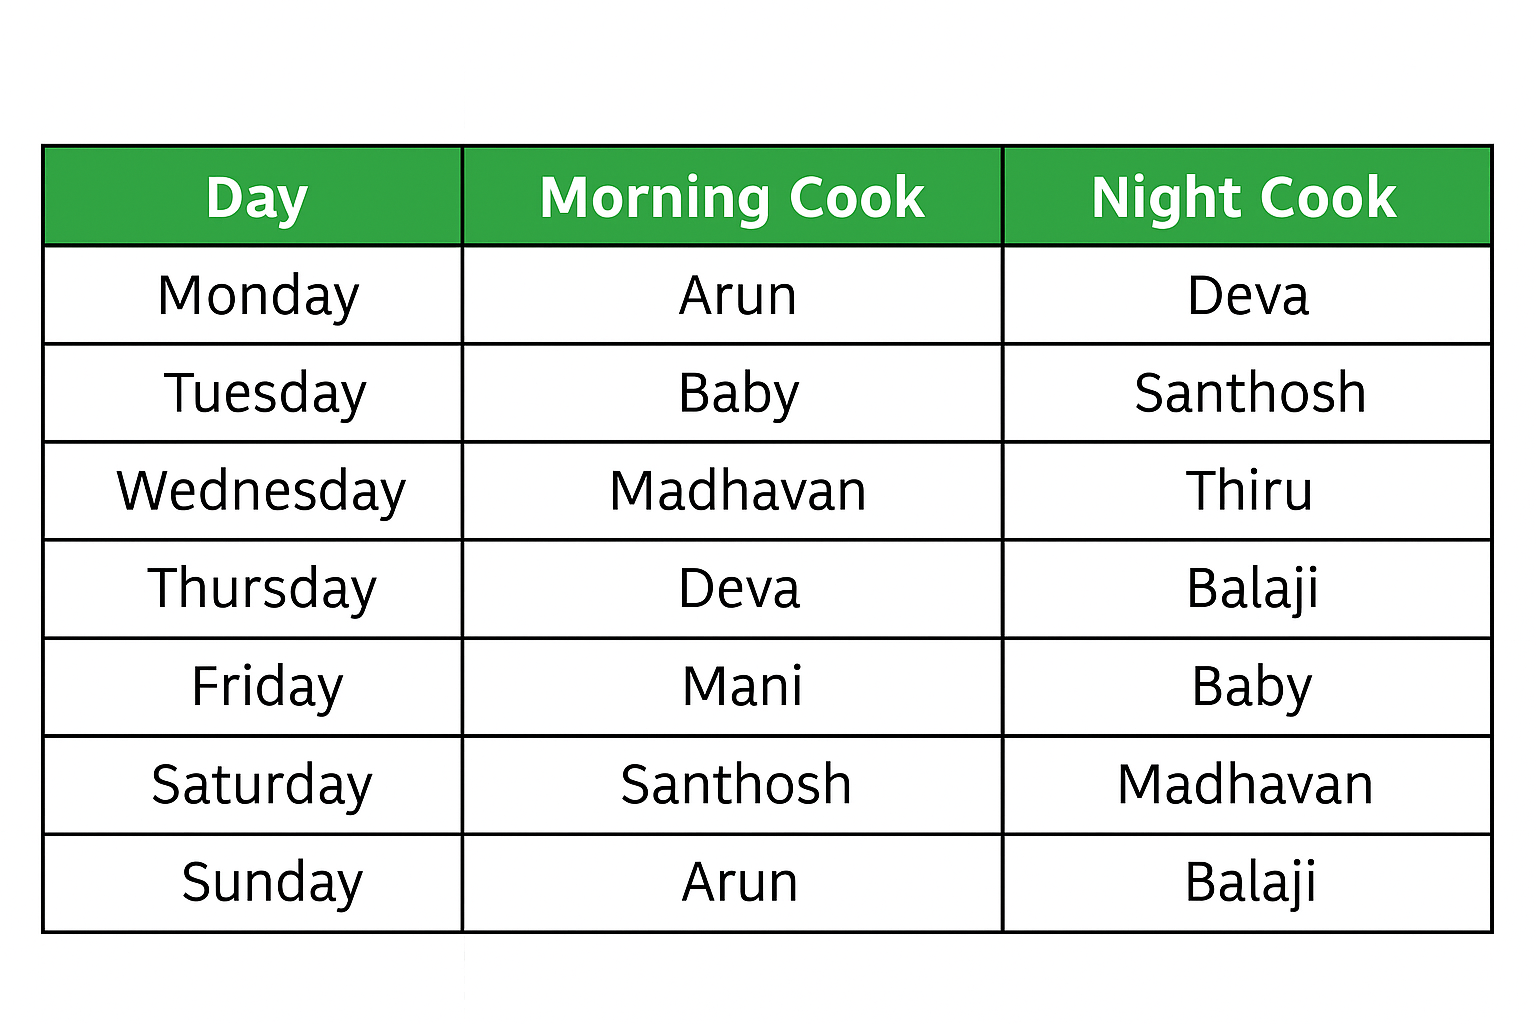 Day Morning Cook Night Cook
Monday Arun Deva
Tuesday Baby Santhosh
Wednesday Madhavan Thiru
Thursday Deva Balaji
Friday Mani Baby
Saturday Santhosh Madhavan
Sunday Arun Balaji